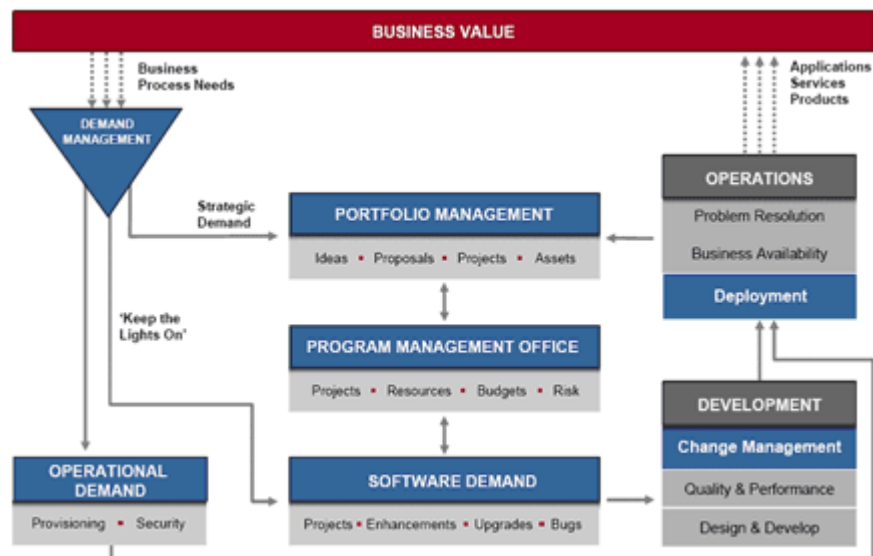 BUSINESS VALUE
Business
Process Needs
Applications
Services
Products
DEMAND
MANAGEMENT
Strategic
Demand
PORTFOLIO MANAGEMENT
Ideas ▪ Proposals ▪ Projects ▪ Assets
OPERATIONS
Problem Resolution
Business Availability
Deployment
'Keep the
Lights On'
PROGRAM MANAGEMENT OFFICE
Projects ▪ Resources ▪ Budgets ▪ Risk
DEVELOPMENT
Change Management
Quality & Performance
Design & Develop
OPERATIONAL
DEMAND
Provisioning ▪ Security
SOFTWARE DEMAND
Projects ▪ Enhancements ▪ Upgrades ▪ Bugs